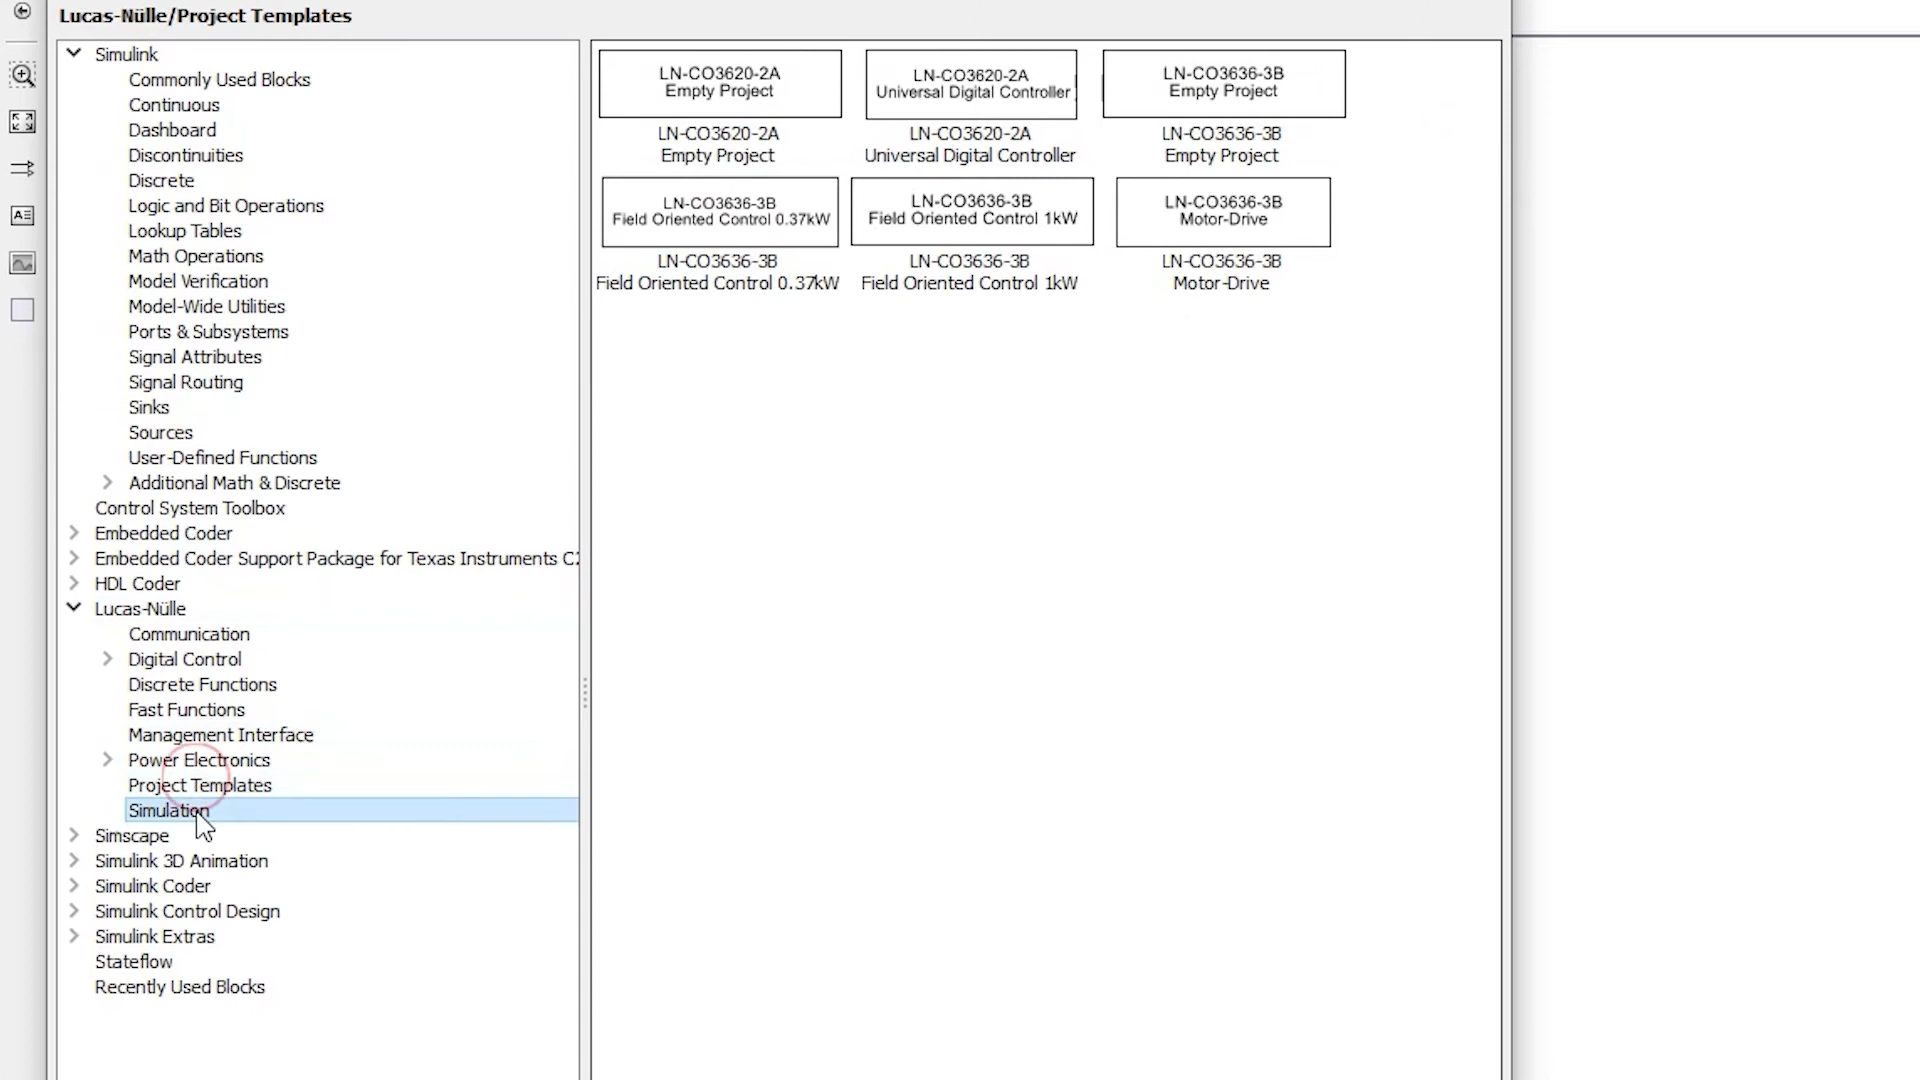 Lucas-Nülle/Project Templates
Simulink
Commonly Used Blocks
Continuous
Dashboard
Discontinuities
Discrete
Logic and Bit Operations
Lookup Tables
Math Operations
Model Verification
Model-Wide Utilities
Ports & Subsystems
Signal Attributes
Signal Routing
Sinks
Sources
User-Defined Functions
Additional Math & Discrete
Control System Toolbox
Embedded Coder
Embedded Coder Support Package for Texas Instruments C2
HDL Coder
Lucas-Nülle
Communication
Digital Control
Discrete Functions
Fast Functions
Management Interface
Power Electronics
Project Templates
Simulation
Simscape
Simulink 3D Animation
Simulink Coder
Simulink Control Design
Simulink Extras
Stateflow
Recently Used Blocks
LN-CO3620-2A
Empty Project
LN-CO3620-2A
Empty Project
LN-CO3620-2A
Universal Digital Controller
LN-CO3620-2A
Universal Digital Controller
LN-CO3636-3B
Empty Project
LN-CO3636-3B
Empty Project
LN-CO3636-3B
Field Oriented Control 0.37kW
LN-CO3636-3B
Field Oriented Control 0.37kW
LN-CO3636-3B
Field Oriented Control 1kW
LN-CO3636-3B
Field Oriented Control 1kW
LN-CO3636-3B
Motor-Drive
LN-CO3636-3B
Motor-Drive